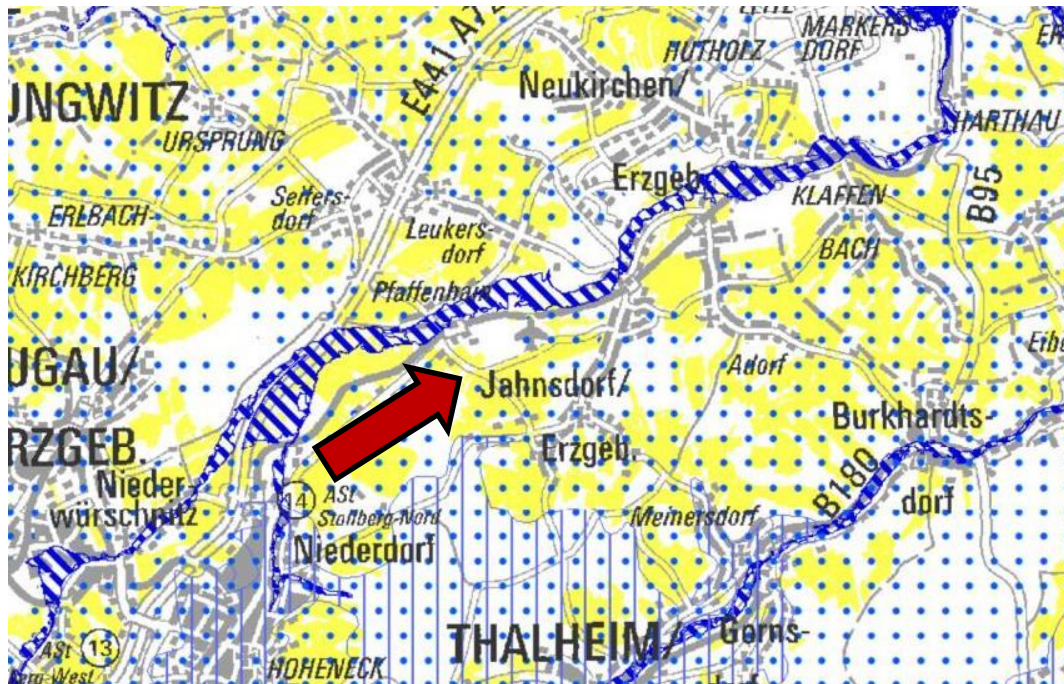 MARKERS
DORF
HUTHOLZ
E441 A72
Neukirchen/
UNGWITZ
URSPRUNG
HARTHAU
Erzgeb.
KLAFFEN
BACH
B95
Seifers-
dorf
ERLBACH-
KIRCHBERG
Leukers-
dorf
Pfaffenhain
UGAU/
RZGEB.
Jahnsdorf/
Erzgeb.
Adorf
Burkhardts-
dorf
B180
Nieder-
würschnitz
14 ASt
Stollberg-Nord
Niederdorf
Meinersdorf
THALHEIM/
Gorns-
ASt 13
HOHENECK